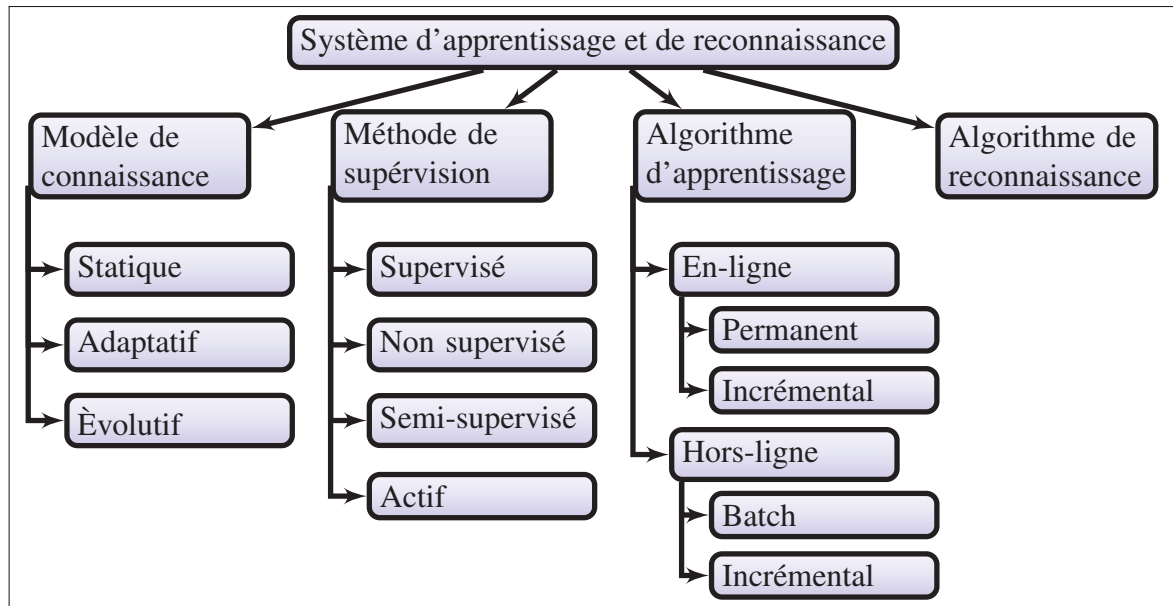 Système d'apprentissage et de reconnaissance
Modèle de
connaissance
Statique
Adaptatif
Èvolutif
Méthode de
supérvision
Supervisé
Non supervisé
Semi-supervisé
Actif
Algorithme
d'apprentissage
En-ligne
Permanent
Incrémental
Hors-ligne
Batch
Incrémental
Algorithme de
reconnaissance